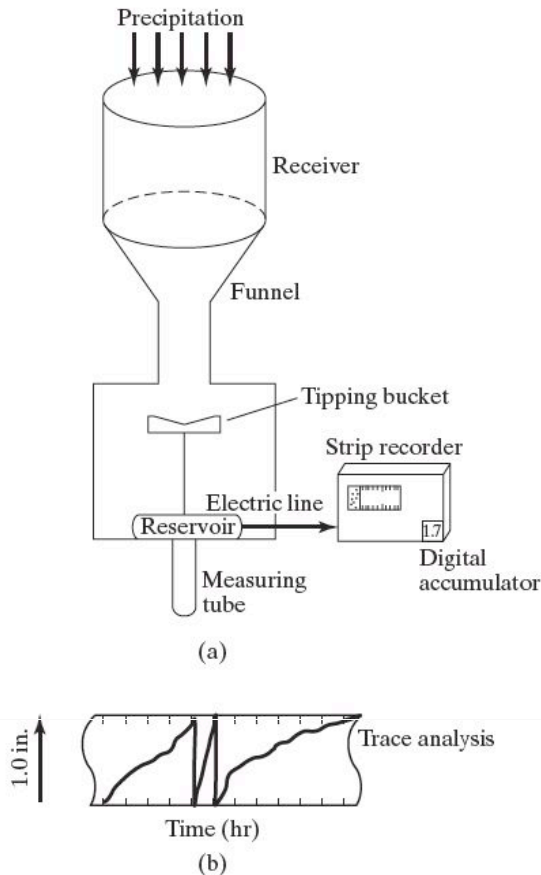 Precipitation
Receiver
Funnel
Tipping bucket
Strip recorder
Electric line
Reservoir
1.7
Digital
accumulator
Measuring
tube
(a)
1.0 in.
Trace analysis
Time (hr)
(b)